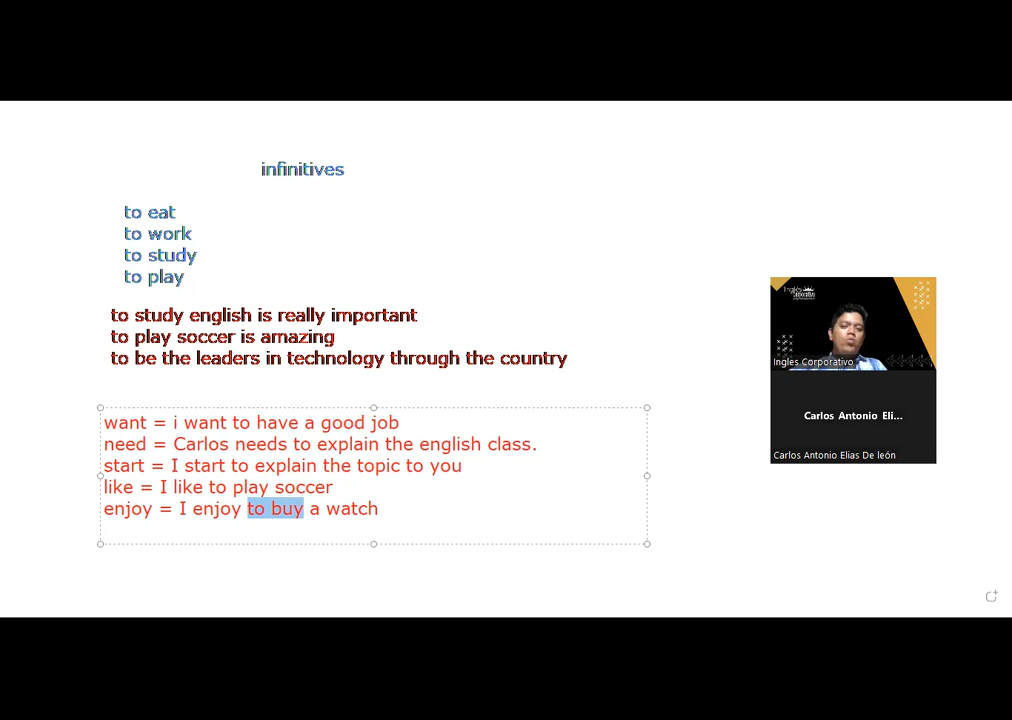 infinitives
to eat
to work
to study
to play
to study english is really important
to play soccer is amazing
to be the leaders in technology through the country
want = i want to have a good job
need = Carlos needs to explain the english class.
start = I start to explain the topic to you
like = I like to play soccer
enjoy = I enjoy to buy a watch
Inglés Corporativo
Carlos Antonio Eli...
Carlos Antonio Elias De león